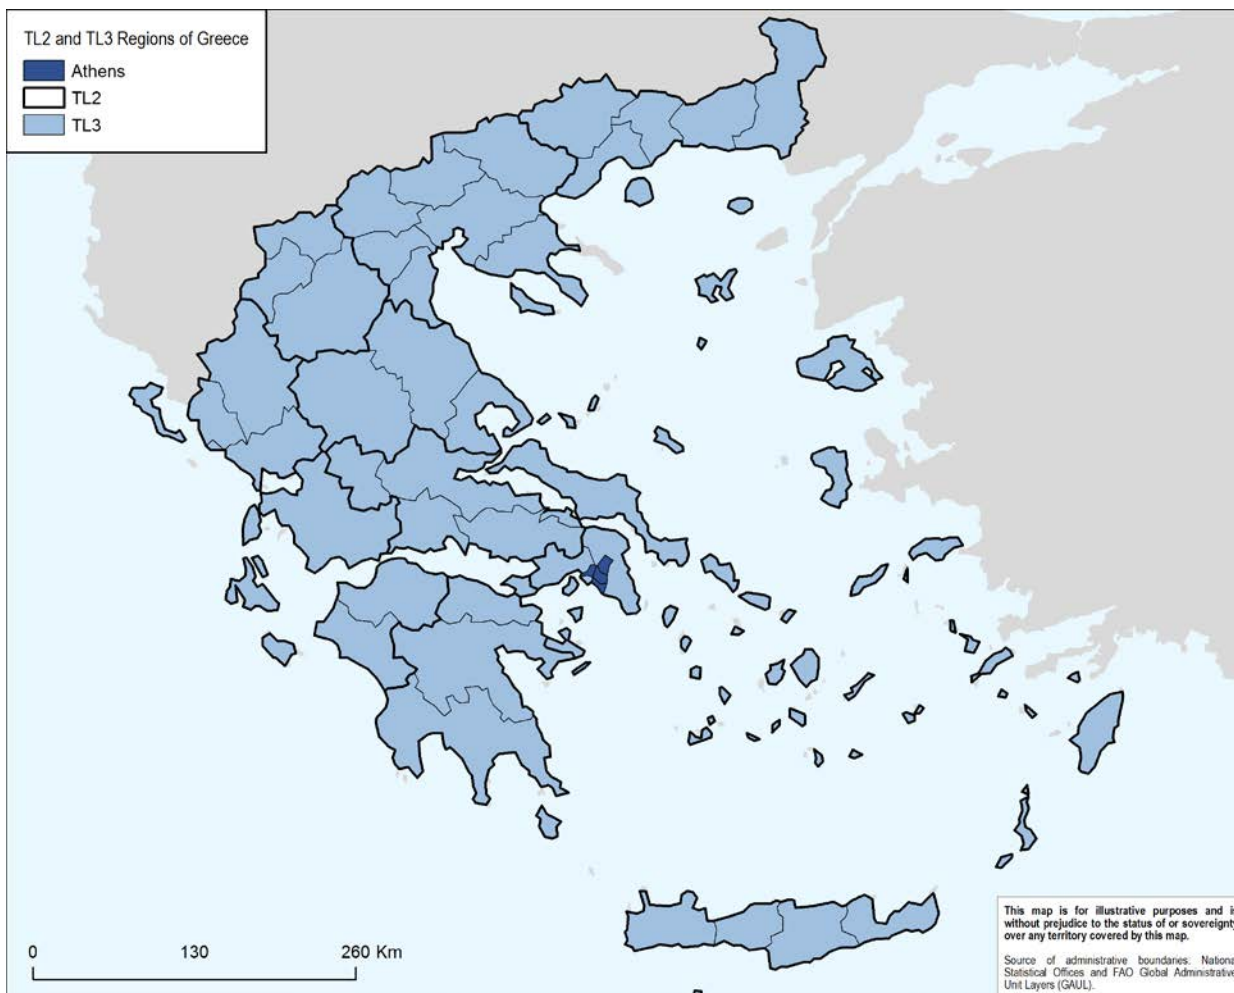 TL2 and TL3 Regions of Greece
Athens
TL2
TL3
0 130 260 Km
This map is for illustrative purposes and i
without prejudice to the status of or sovereignty
over any territory covered by this map.
Source of administrative boundaries: Nationa
Statistical Offices and FAO Global Administrative
Unit Layers (GAUL).